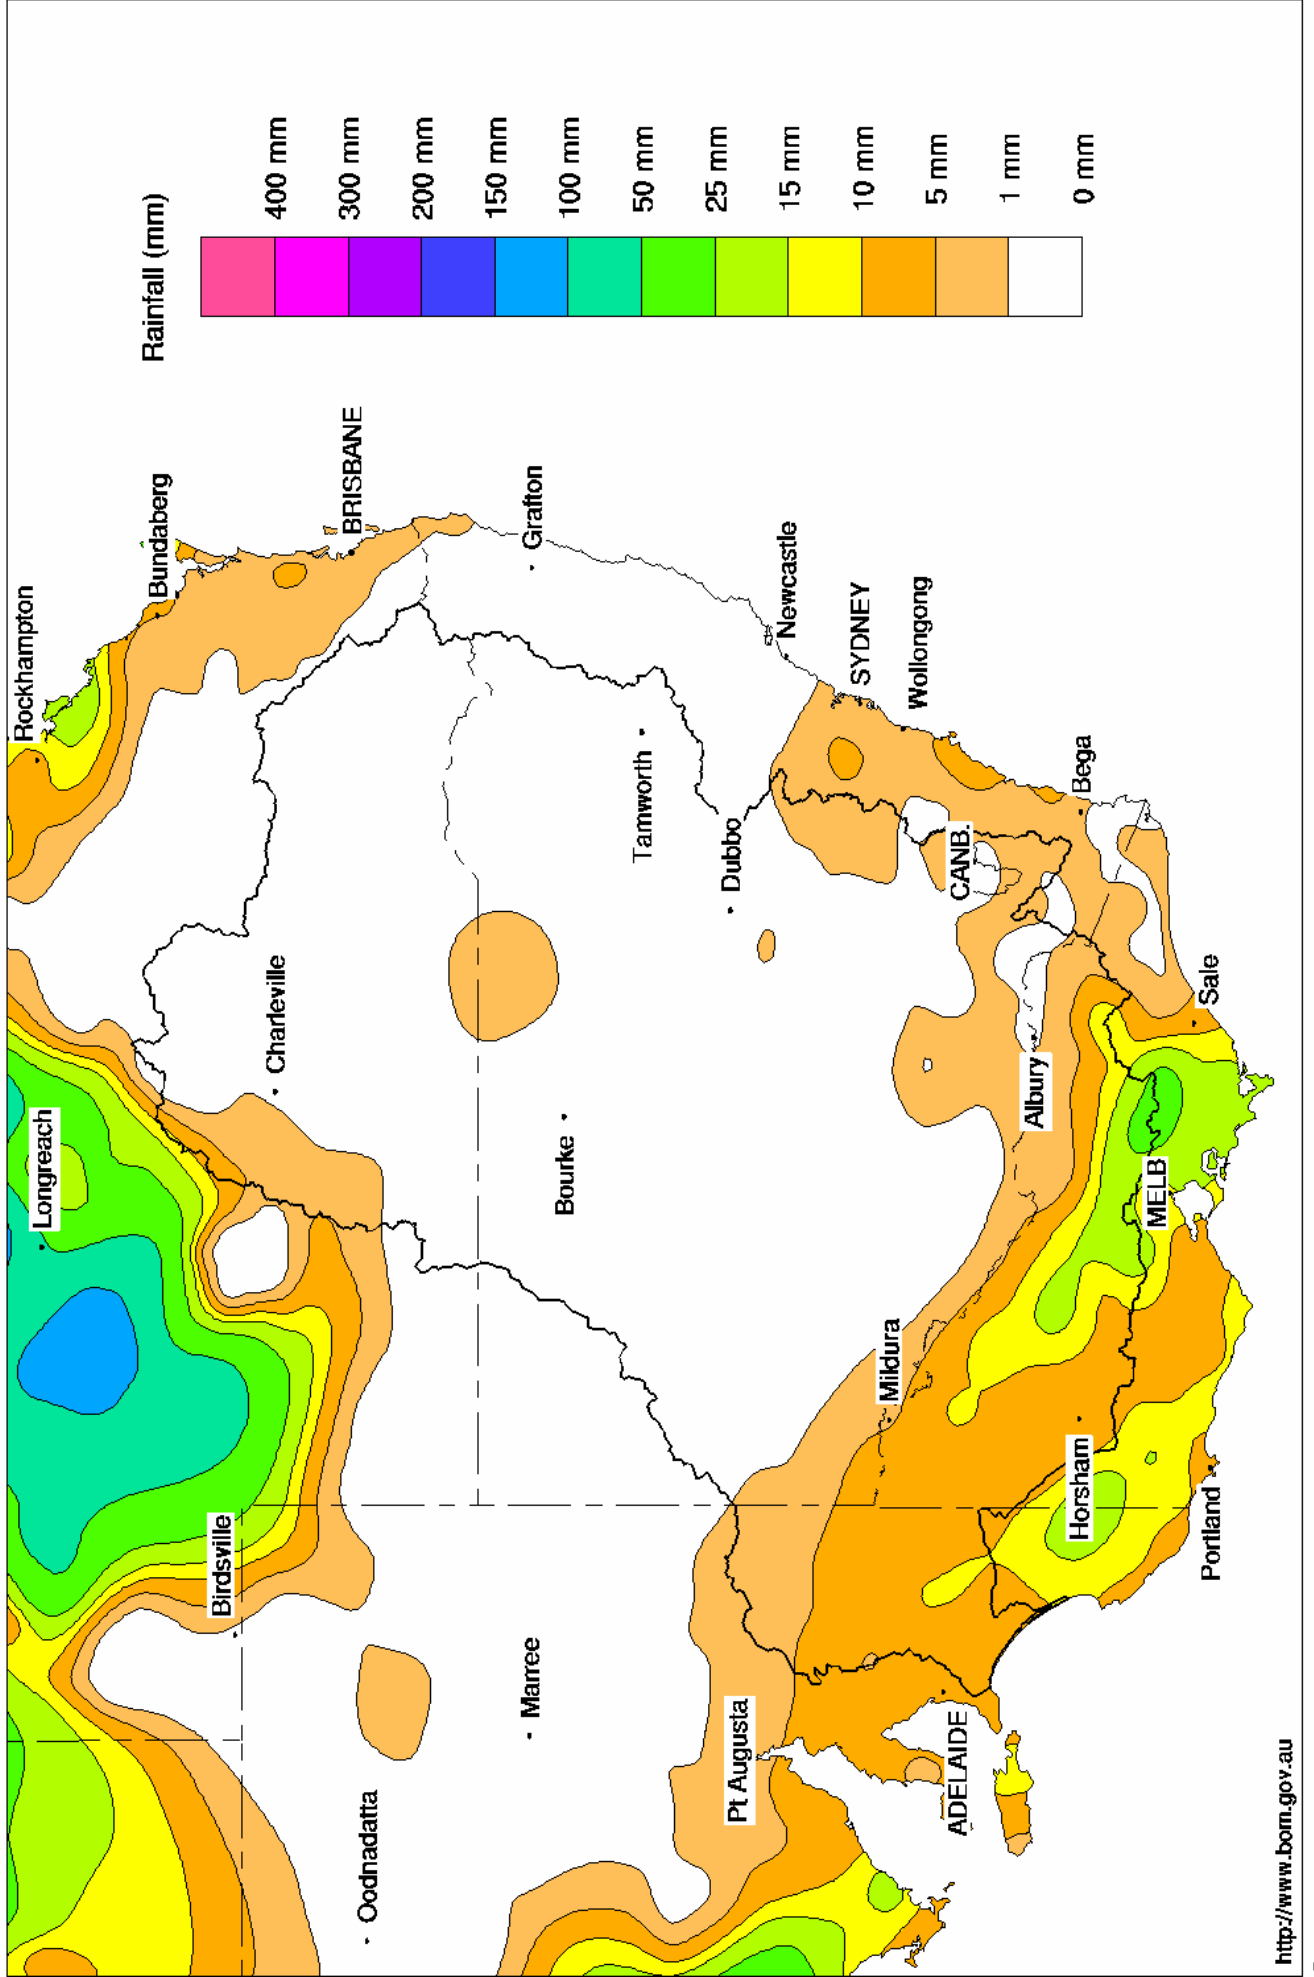 Rainfall (mm)
400 mm
300 mm
200 mm
150 mm
100 mm
50 mm
25 mm
15 mm
10 mm
5 mm
1 mm
0 mm
Rockhampton
Longreach
Bundaberg
Birdsville
Charleville
BRISBANE
Oodnadatta
Marree
Bourke
Grafton
Tamworth
Pt Augusta
Dubbo
Newcastle
Mildura
SYDNEY
Wollongong
ADELAIDE
CANB.
Albury
Horsham
Bega
MELB
Portland
Sale
http://www.bom.gov.au